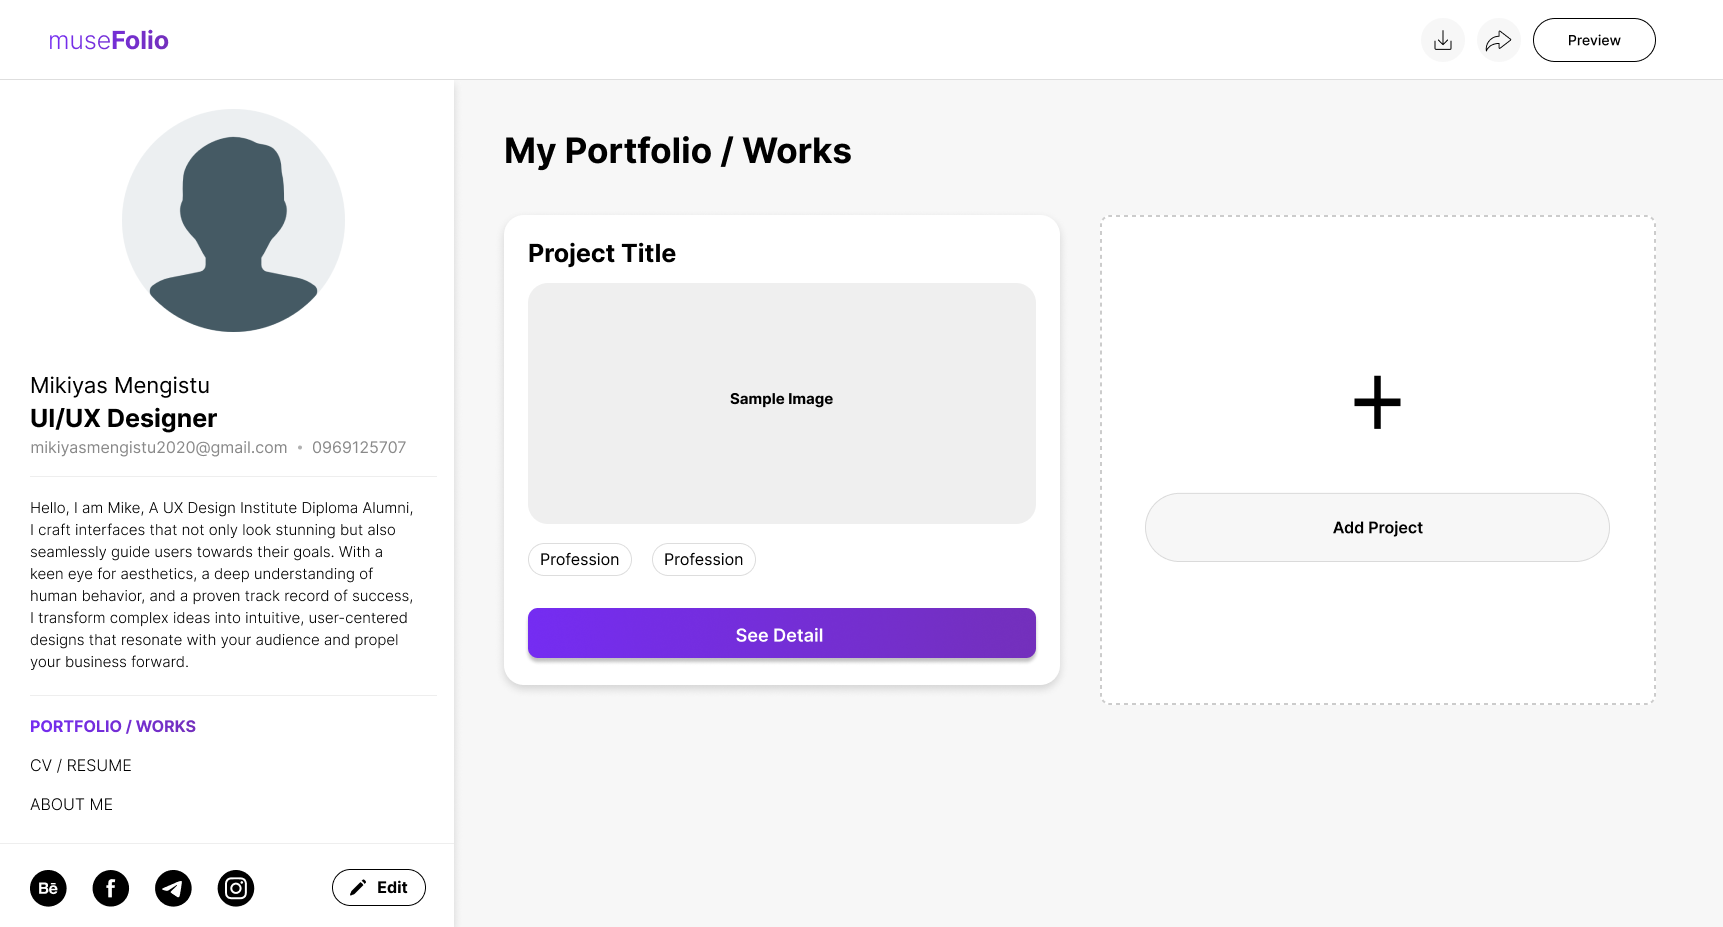 museFolio
Preview
Mikiyas Mengistu
UI/UX Designer
mikiyasmengistu2020@gmail.com • 0969125707
Hello, I am Mike, A UX Design Institute Diploma Alumni,
I craft interfaces that not only look stunning but also
seamlessly guide users towards their goals. With a
keen eye for aesthetics, a deep understanding of
human behavior, and a proven track record of success,
I transform complex ideas into intuitive, user-centered
designs that resonate with your audience and propel
your business forward.
PORTFOLIO / WORKS
CV / RESUME
ABOUT ME
Bē
f
Edit
My Portfolio / Works
Project Title
Sample Image
Profession Profession
See Detail
Add Project